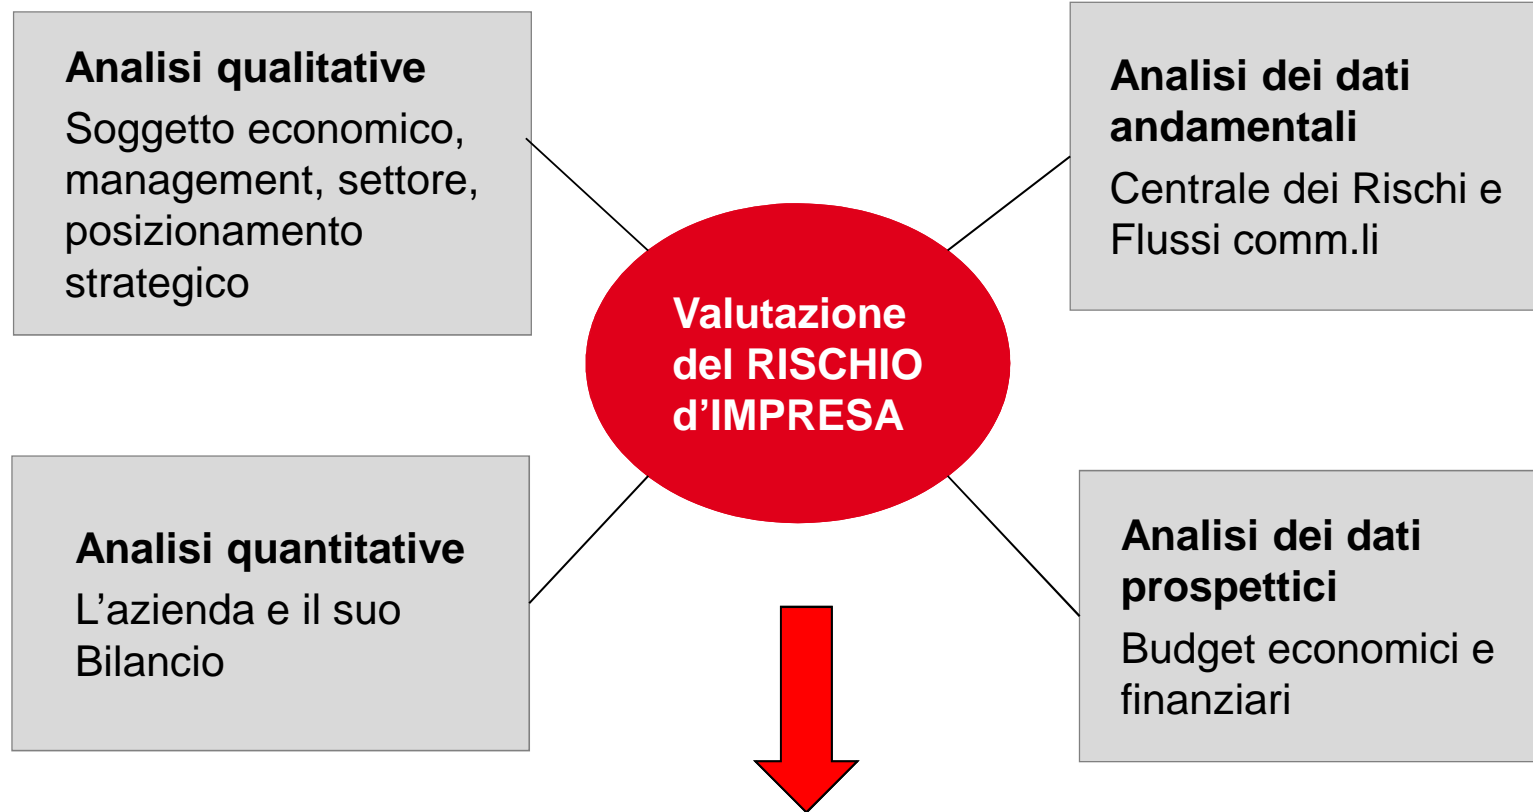 Analisi qualitative
Soggetto economico,
management, settore,
posizionamento
strategico
Analisi dei dati
andamentali
Centrale dei Rischi e
Flussi comm.li
Valutazione
del RISCHIO
d’IMPRESA
Analisi quantitative
L’azienda e il suo
Bilancio
Analisi dei dati
prospettici
Budget economici e
finanziari